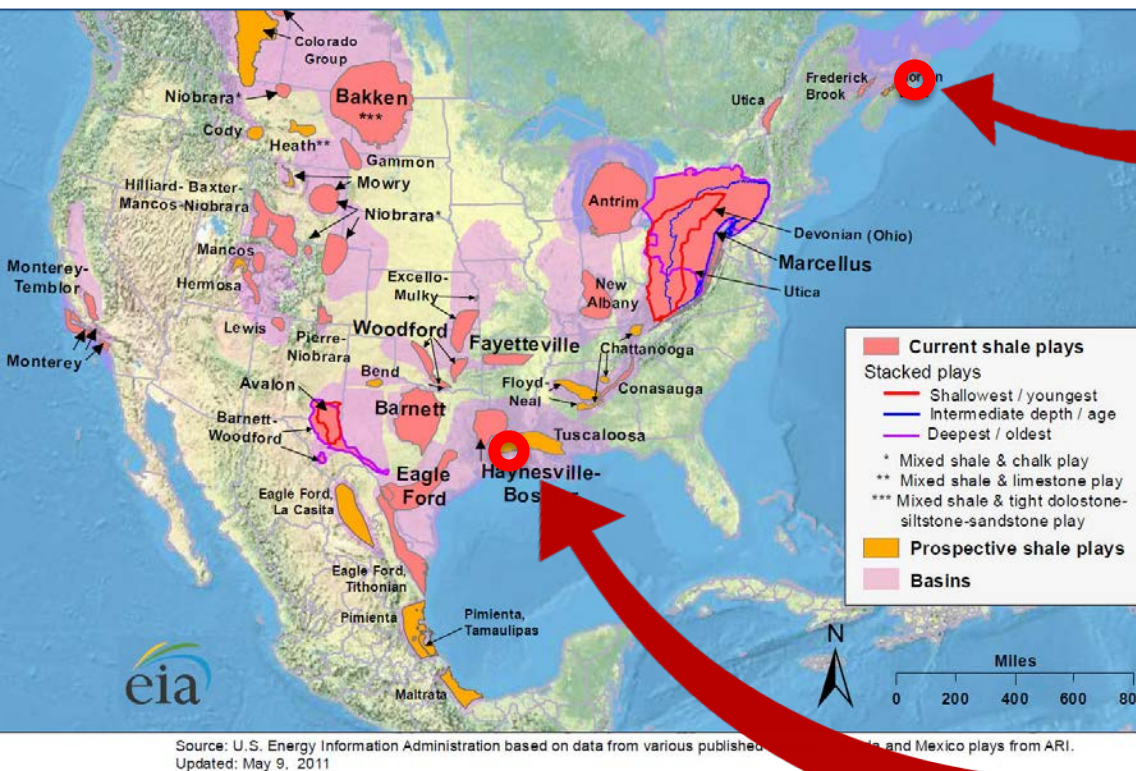 Colorado
Group
Niobrara*
Bakken
***
Cody
Heath**
Gammon
Mowry
Hilliard- Baxter-
Mancos-Niobrara
Niobrara*
Mancos
Hermosa
Monterey-
Temblor
Monterey
Lewis
Pierre-
Niobrara
Excello-
Mulky
Woodford
Fayetteville
Bend
Avalon
Barnett
Barnett-
Woodford
Eagle
Ford
Eagle Ford,
La Casita
Eagle Ford,
Tithonian
Pimienta
Pimienta,
Tamaulipas
Maltrata
Antrim
New
Albany
Chattanooga
Floyd-
Neal
Conasauga
Tuscaloosa
Haynesville-
Utica
Frederick
Brook
Devonian (Ohio)
Marcellus
Utica
Current shale plays
Stacked plays
Shallowest / youngest
Intermediate depth / age
Deepest / oldest
* Mixed shale & chalk play
** Mixed shale & limestone play
*** Mixed shale & tight dolostone-
siltstone-sandstone play
Prospective shale plays
Basins
N
Miles
0 200 400 600
eia
Source: U.S. Energy Information Administration based on data from various published and Mexico plays from ARI.
Updated: May 9, 2011